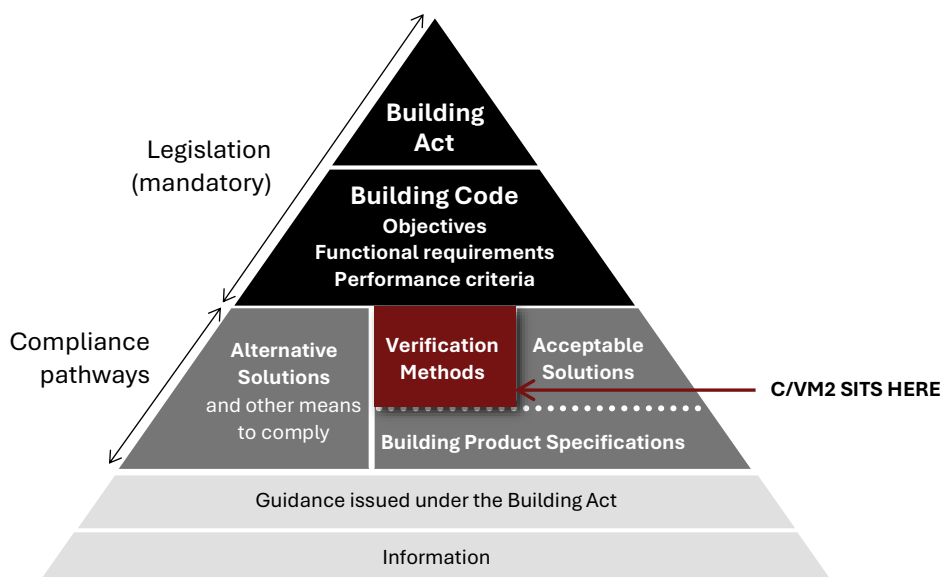 Building
Act
Legislation
(mandatory)
Building Code
Objectives
Functional requirements
Performance criteria
Compliance
pathways
Alternative
Solutions
and other means
to comply
Verification
Methods
Acceptable
Solutions
C/VM2 SITS HERE
Building Product Specifications
Guidance issued under the Building Act
Information